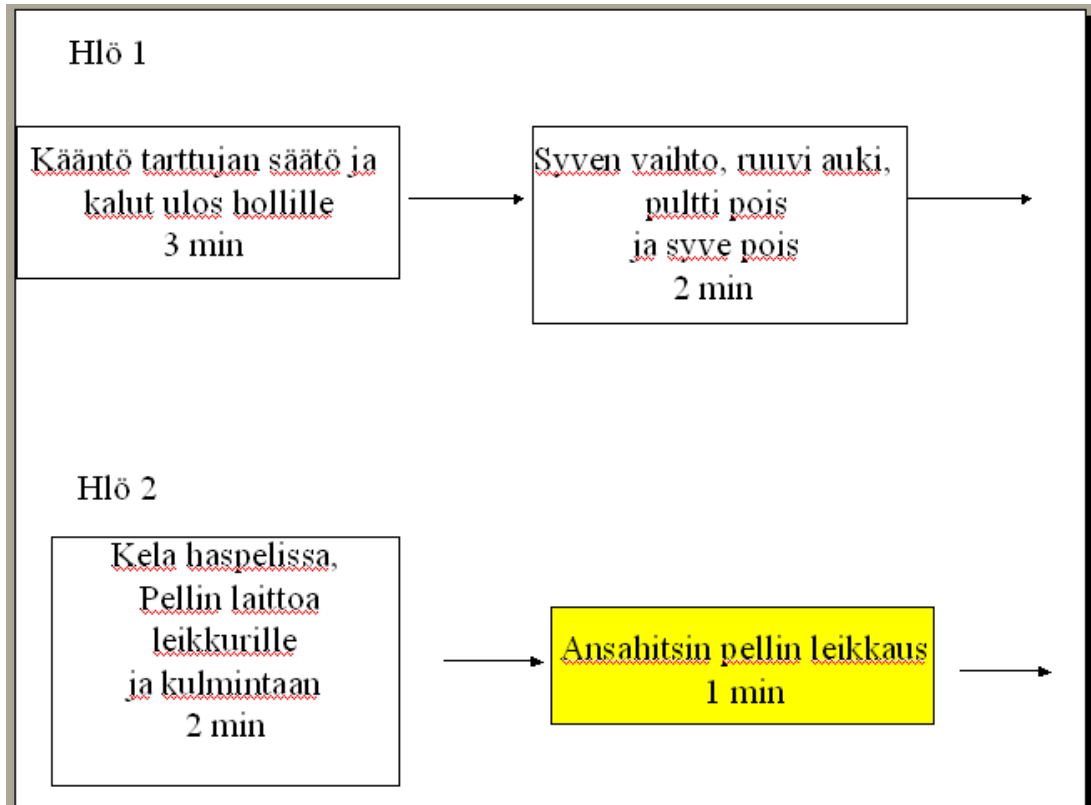 Hlö 1
Kääntö tarttujan säätö ja
kalut ulos hollille
3 min
Syven vaihto, ruuvi auki,
pultti pois
ja syve pois
2 min
Hlö 2
Kela haspelissa,
Pellin laittoa
leikkurille
ja kulmintaan
2 min
Ansahitsin pellin leikkaus
1 min